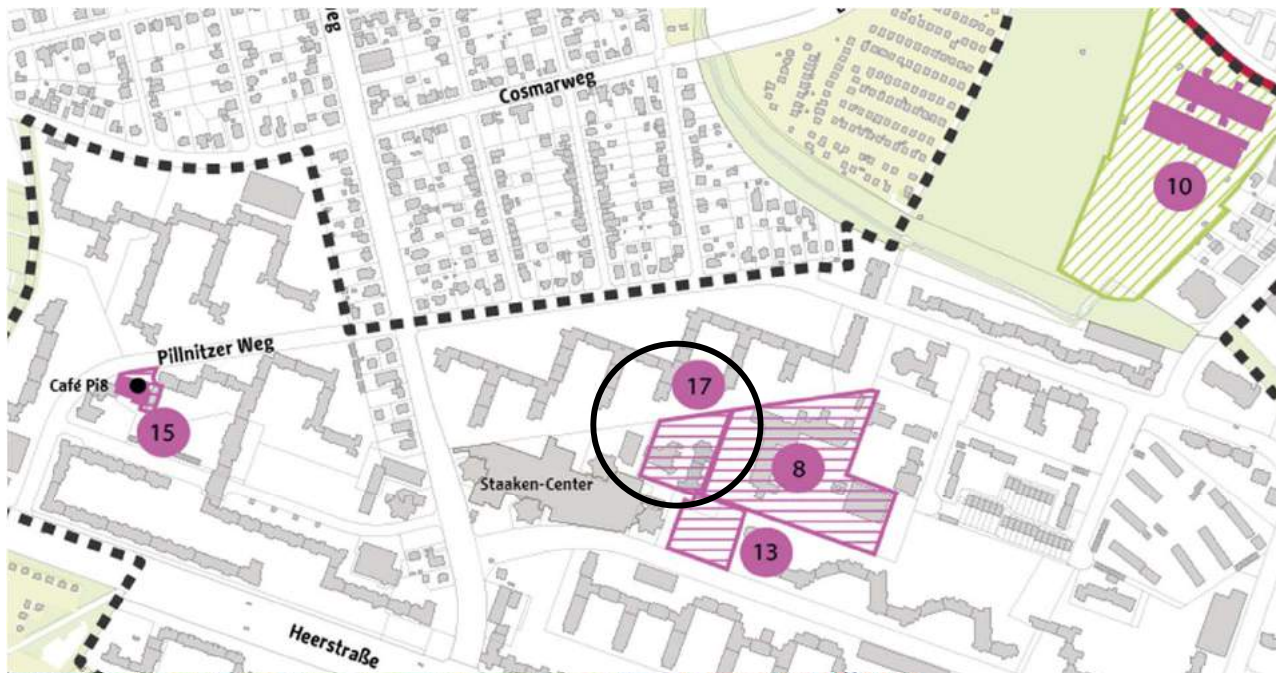 eg
Cosmarweg
10
Pillnitzer Weg
Café Pi8
17
15
Staaken-Center
8
13
Heerstraße